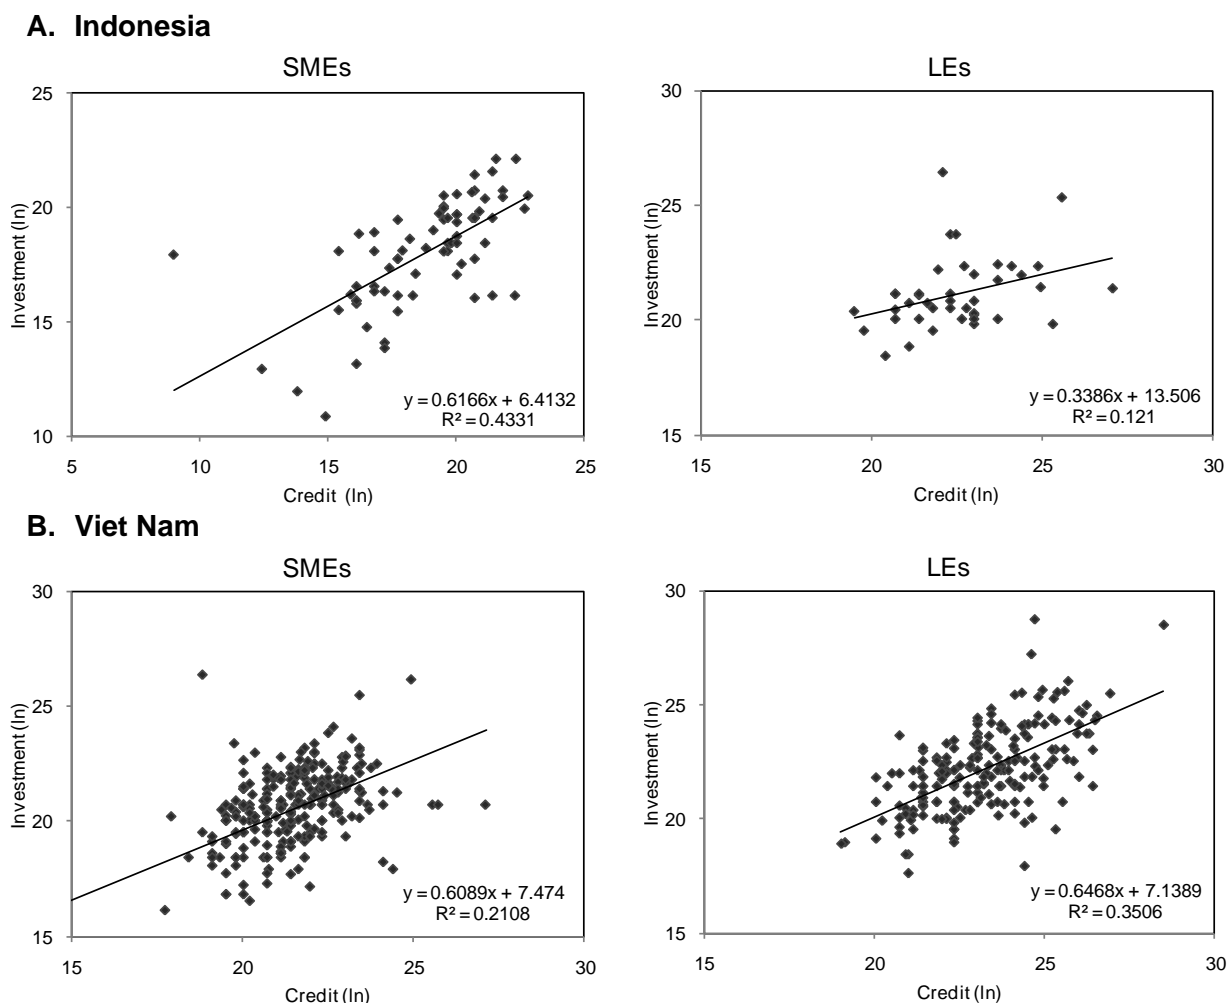 A. Indonesia
SMEs
25
20
15
10
5
10
15
20
25
Investment (ln)
Credit (ln)
y = 0.6166x + 6.4132
R² = 0.4331
LEs
30
25
20
15
15
20
25
30
Investment (ln)
Credit (ln)
y = 0.3386x + 13.506
R² = 0.121
B. Viet Nam
SMEs
30
25
20
15
15
20
25
30
Investment (ln)
Credit (ln)
y = 0.6089x + 7.474
R² = 0.2108
LEs
30
25
20
15
15
20
25
30
Investment (ln)
Credit (ln)
y = 0.6468x + 7.1389
R² = 0.3506